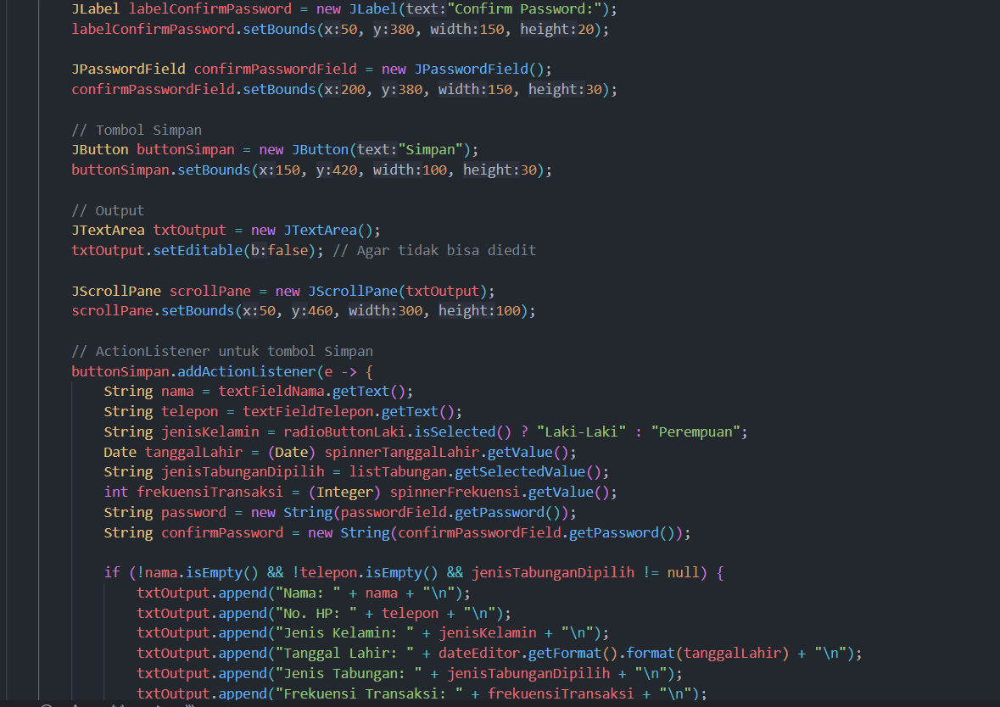 JLabel labelConfirmPassword = new JLabel(text:"Confirm Password:");
labelConfirmPassword.setBounds(x:50, y:380, width:150, height:20);
JPasswordField confirmPasswordField = new JPasswordField();
confirmPasswordField.setBounds(x:200, y:380, width:150, height:30);
// Tombol Simpan
JButton buttonSimpan = new JButton(text:"Simpan");
buttonSimpan.setBounds(x:150, y:420, width:100, height:30);
// Output
JTextArea txtOutput = new JTextArea();
txtOutput.setEditable(b:false); // Agar tidak bisa diedit
JScrollPane scrollPane = new JScrollPane(txtOutput);
scrollPane.setBounds(x:50, y:460, width:300, height:100);
// ActionListener untuk tombol Simpan
buttonSimpan.addActionListener(e -> {
String nama = textFieldNama.getText();
String telepon = textFieldTelepon.getText();
String jenisKelamin = radioButtonLaki.isSelected() ? "Laki-Laki" : "Perempuan";
Date tanggalLahir = (Date) spinnerTanggalLahir.getValue();
String jenisTabunganDipilih = listTabungan.getSelectedValue();
int frekuensiTransaksi = (Integer) spinnerFrekuensi.getValue();
String password = new String(passwordField.getPassword());
String confirmPassword = new String(confirmPasswordField.getPassword());
if (!nama.isEmpty() && !telepon.isEmpty() && jenisTabunganDipilih != null) {
txtOutput.append("Nama: " + nama + "\n");
txtOutput.append("No. HP: " + telepon + "\n");
txtOutput.append("Jenis Kelamin: " + jenisKelamin + "\n");
txtOutput.append("Tanggal Lahir: " + dateEditor.getFormat().format(tanggalLahir) + "\n");
txtOutput.append("Jenis Tabungan: " + jenisTabunganDipilih + "\n");
txtOutput.append("Frekuensi Transaksi: " + frekuensiTransaksi + "\n");